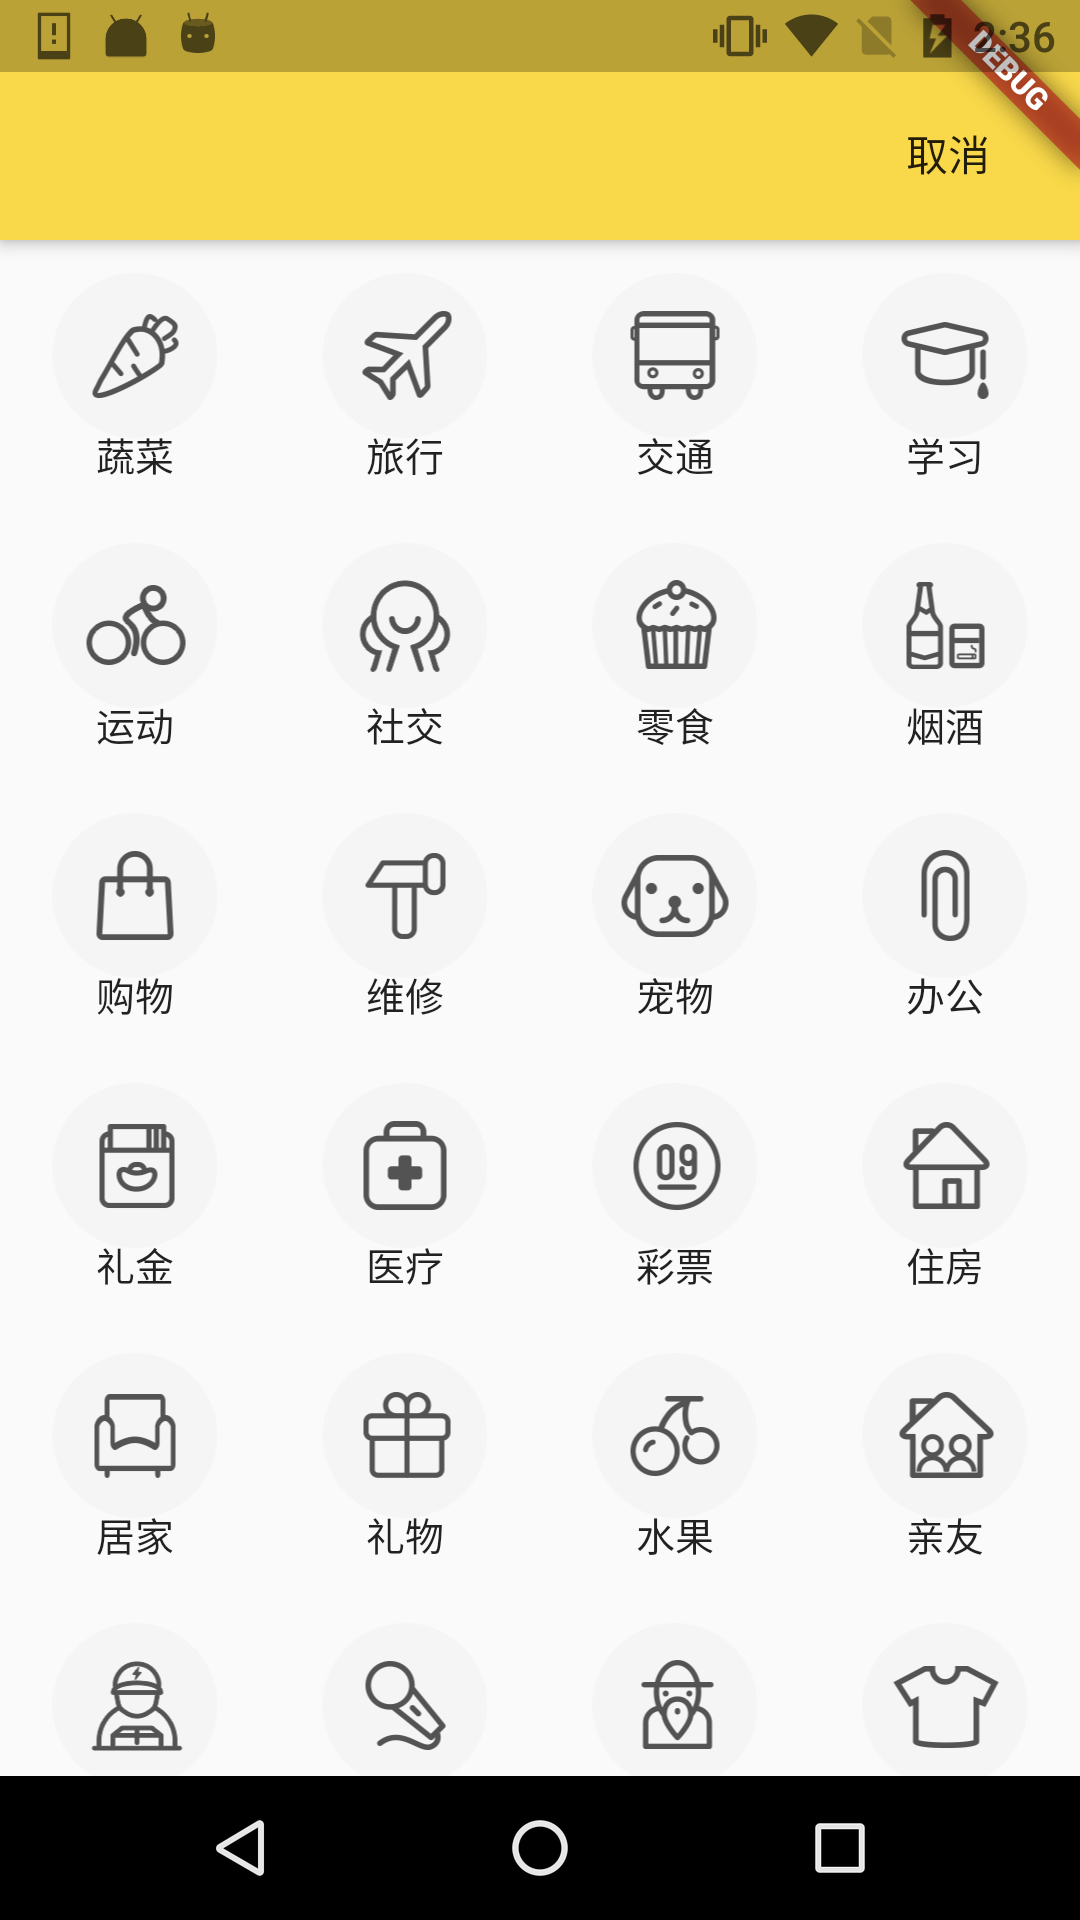 2:36
DEBUG
取消
蔬菜 旅行 交通 学习
运动 社交 零食 烟酒
购物 维修 宠物 办公
09
礼金 医疗 彩票 住房
居家 礼物 水果 亲友